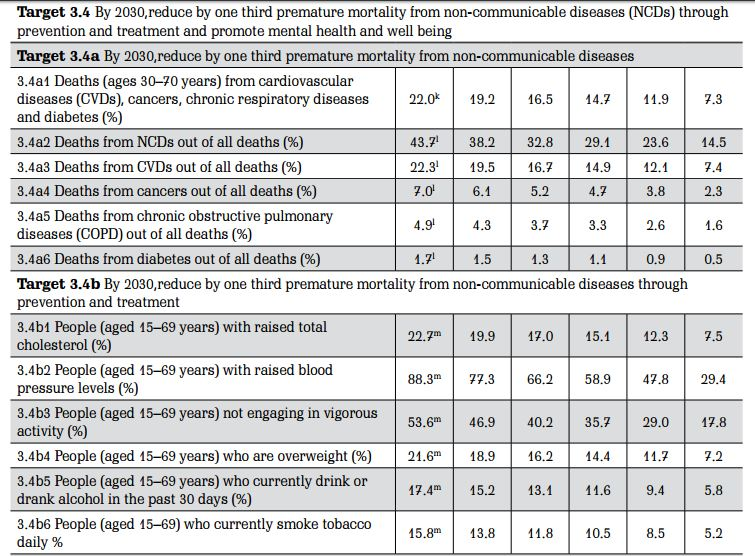 Target 3.4 By 2030,reduce by one third premature mortality from non-communicable diseases (NCDs) through
prevention and treatment and promote mental health and well being
Target 3.4a By 2030,reduce by one third premature mortality from non-communicable diseases
3.4a1 Deaths (ages 30–70 years) from cardiovascular
diseases (CVDs), cancers, chronic respiratory diseases
and diabetes (%) 22.0ᵏ 19.2 16.5 14.7 11.9 7.3
3.4a2 Deaths from NCDs out of all deaths (%) 43.7ˡ 38.2 32.8 29.1 23.6 14.5
3.4a3 Deaths from CVDs out of all deaths (%) 22.3ˡ 19.5 16.7 14.9 12.1 7.4
3.4a4 Deaths from cancers out of all deaths (%) 7.0ˡ 6.1 5.2 4.7 3.8 2.3
3.4a5 Deaths from chronic obstructive pulmonary
diseases (COPD) out of all deaths (%) 4.9ˡ 4.3 3.7 3.3 2.6 1.6
3.4a6 Deaths from diabetes out of all deaths (%) 1.7ˡ 1.5 1.3 1.1 0.9 0.5
Target 3.4b By 2030,reduce by one third premature mortality from non-communicable diseases through
prevention and treatment
3.4b1 People (aged 15–69 years) with raised total
cholesterol (%) 22.7ᵐ 19.9 17.0 15.1 12.3 7.5
3.4b2 People (aged 15–69 years) with raised blood
pressure levels (%) 88.3ᵐ 77.3 66.2 58.9 47.8 29.4
3.4b3 People (aged 15–69 years) not engaging in vigorous
activity (%) 53.6ᵐ 46.9 40.2 35.7 29.0 17.8
3.4b4 People (aged 15–69 years) who are overweight (%) 21.6ᵐ 18.9 16.2 14.4 11.7 7.2
3.4b5 People (aged 15–69 years) who currently drink or
drank alcohol in the past 30 days (%) 17.4ᵐ 15.2 13.1 11.6 9.4 5.8
3.4b6 People (aged 15–69) who currently smoke tobacco
daily % 15.8ᵐ 13.8 11.8 10.5 8.5 5.2